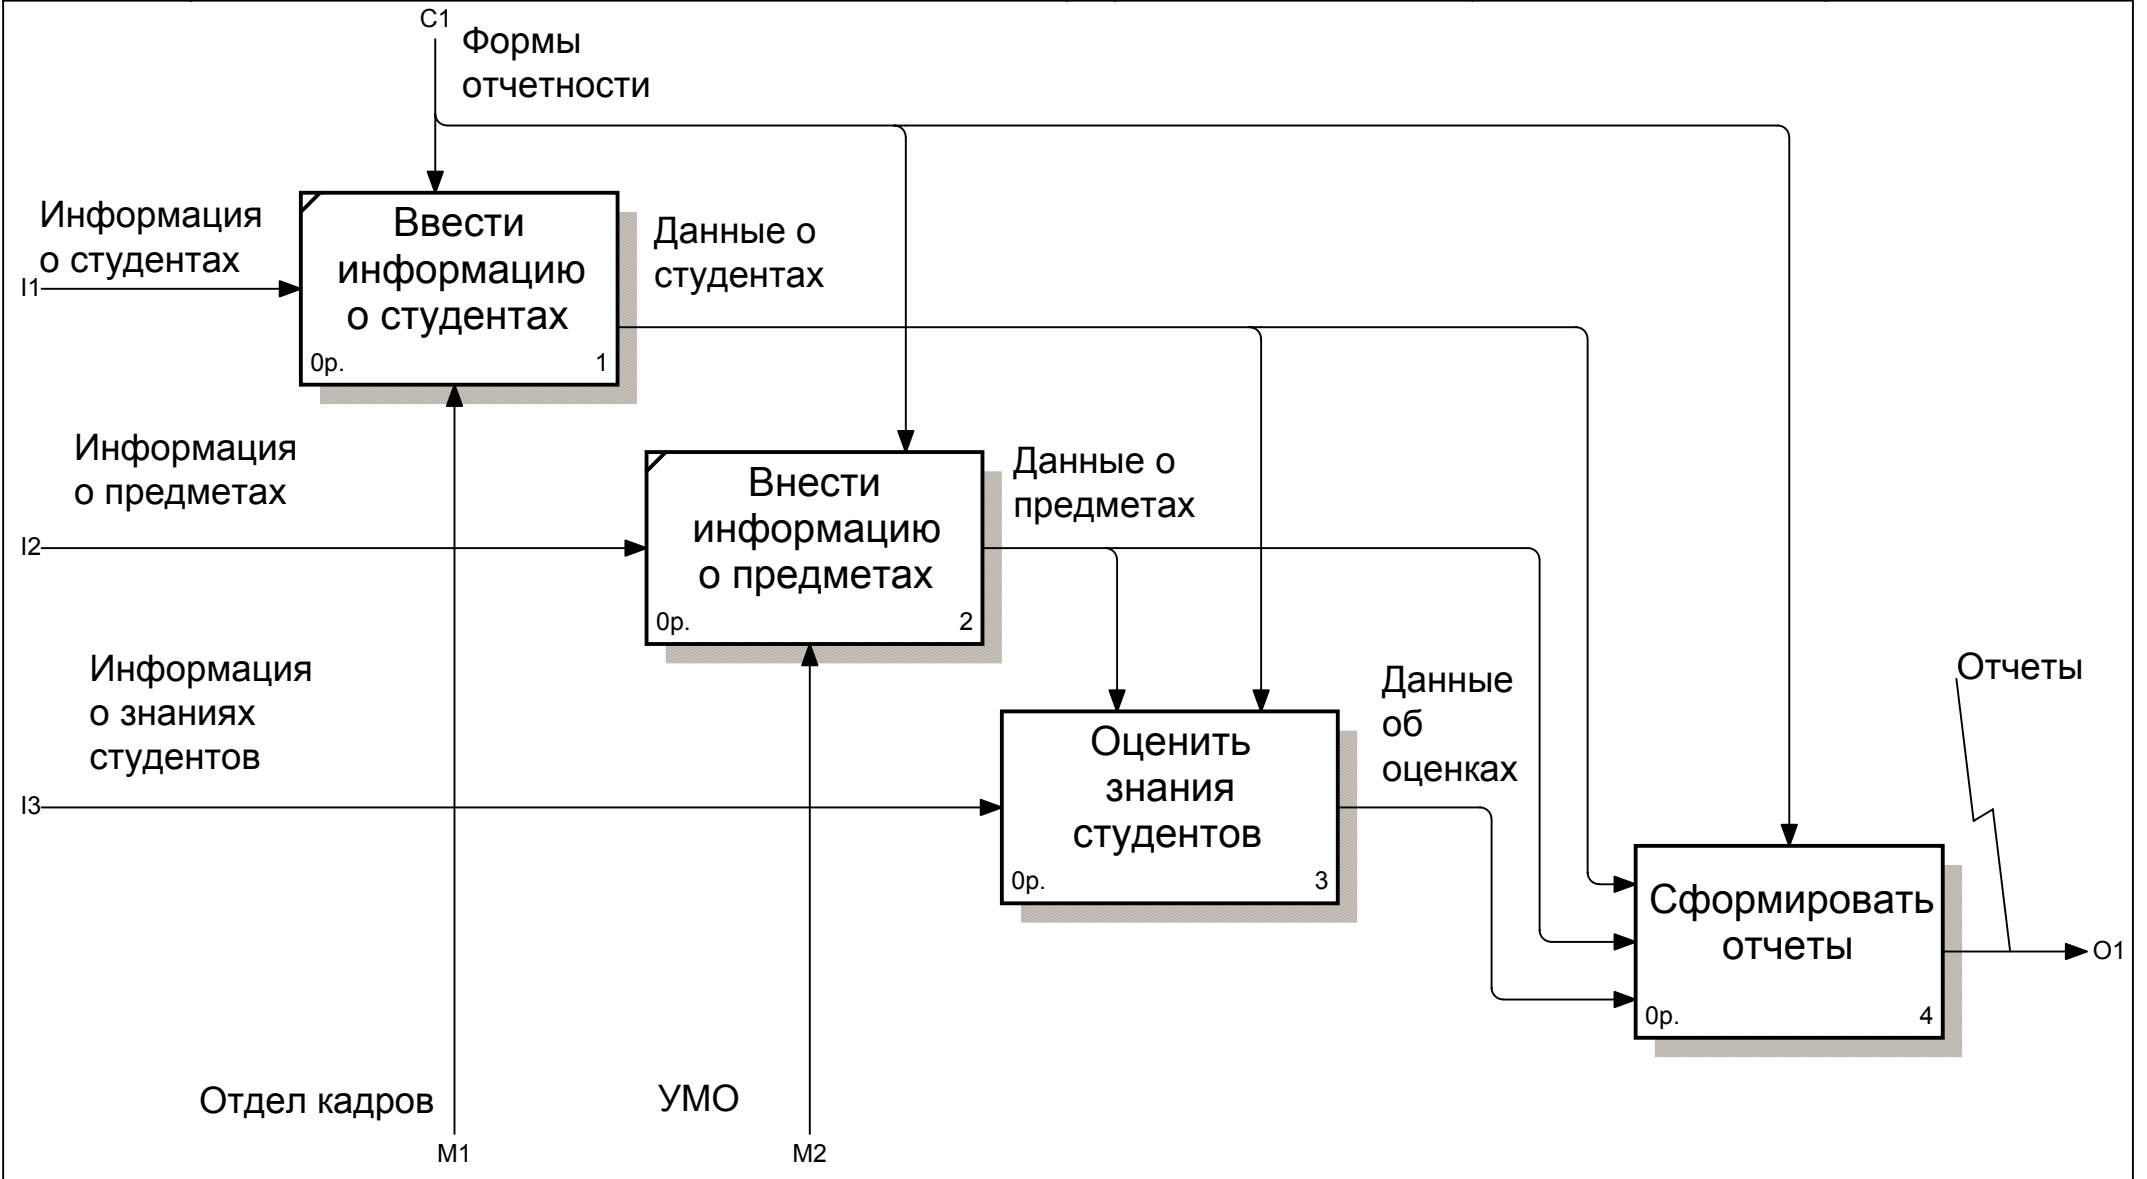 C1
Формы
отчетности
Информация
о студентах
I1
Ввести
информацию
о студентах
0р.
1
Данные о
студентах
Информация
о предметах
I2
Внести
информацию
о предметах
0р.
2
Данные о
предметах
Информация
о знаниях
студентов
I3
Оценить
знания
студентов
0р.
3
Данные
об
оценках
Отчеты
Сформировать
отчеты
0р.
4
O1
Отдел кадров
M1
УМО
M2